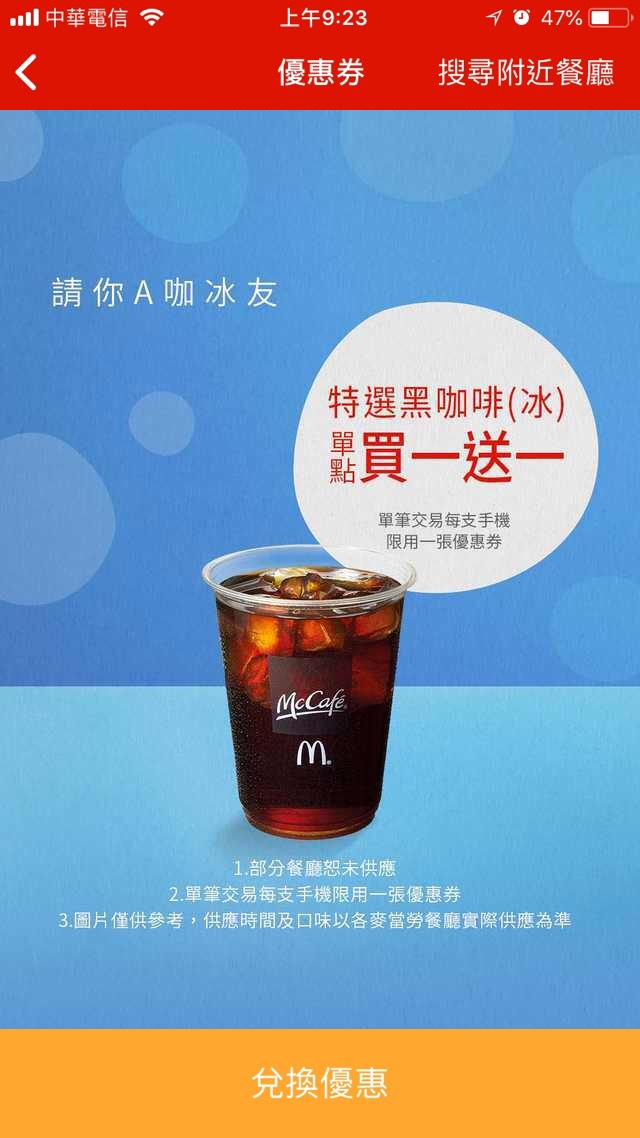 中華電信 上午9:23 47%
優惠券 搜尋附近餐廳
請你A咖冰友
特選黑咖啡(冰)
單點買一送一
單筆交易每支手機
限用一張優惠券
McCafé®
M®
1.部分餐廳恕未供應
2.單筆交易每支手機限用一張優惠券
3.圖片僅供參考，供應時間及口味以各麥當勞餐廳實際供應為準
兌換優惠